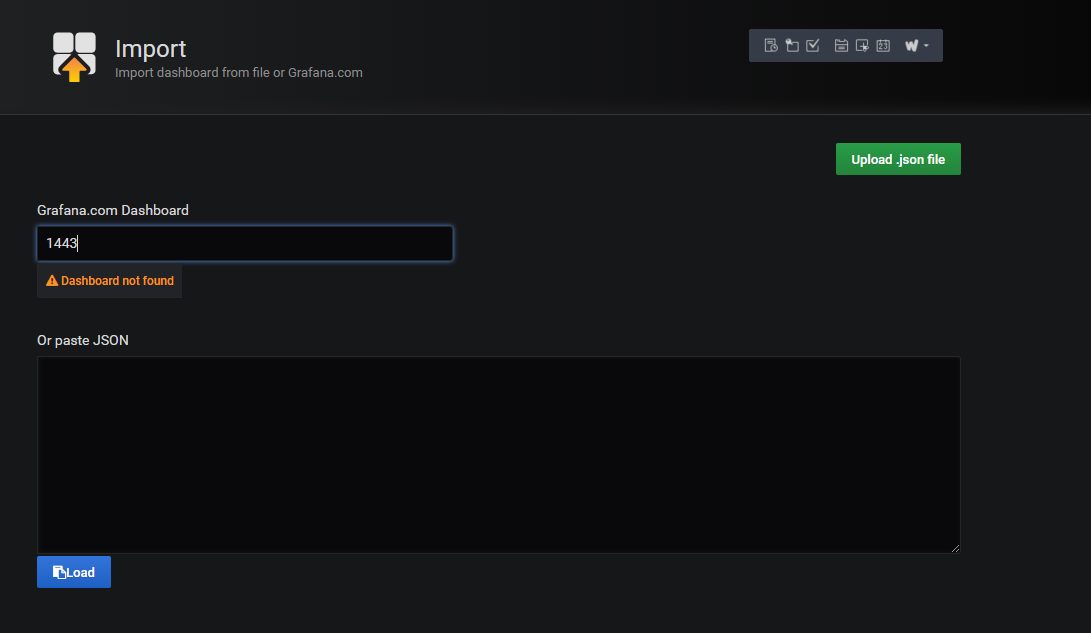 Import
Import dashboard from file or Grafana.com
23
W
Upload .json file
Grafana.com Dashboard
1443
Dashboard not found
Or paste JSON
Load